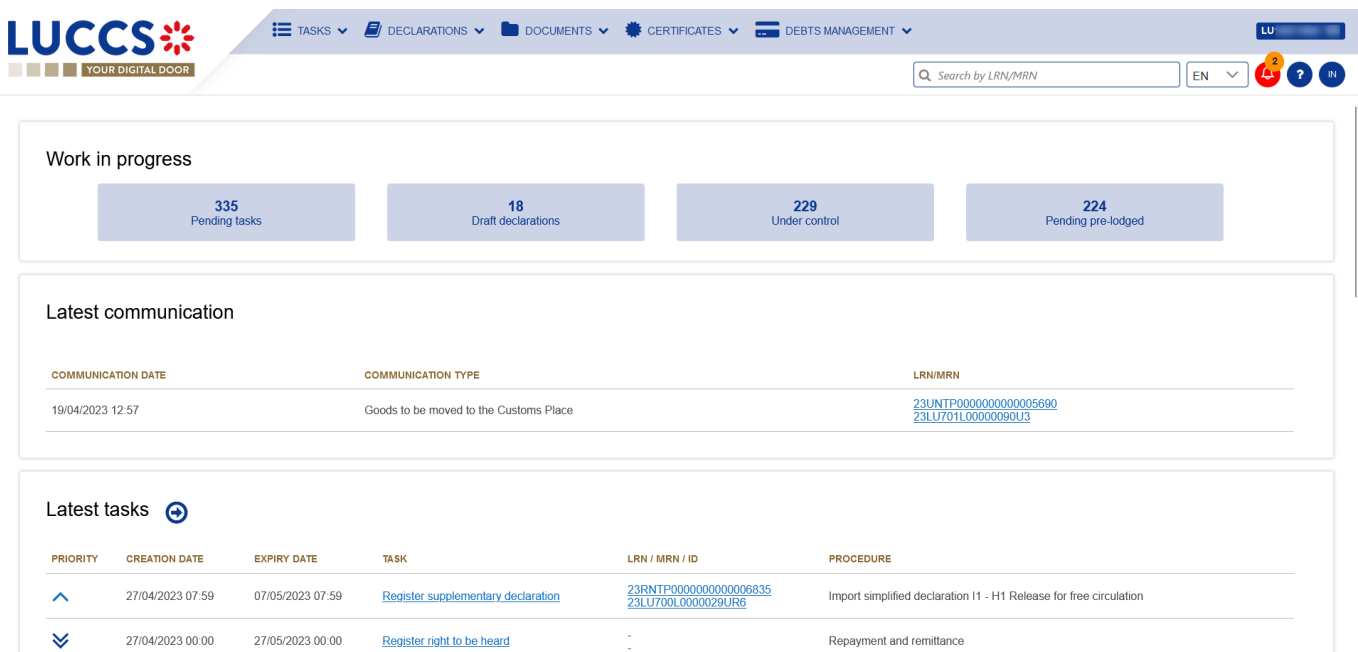 LUCCS
YOUR DIGITAL DOOR
TASKS DECLARATIONS DOCUMENTS CERTIFICATES DEBTS MANAGEMENT
LU
Search by LRN/MRN
EN
2
?
IN
Work in progress
335
Pending tasks
18
Draft declarations
229
Under control
224
Pending pre-lodged
Latest communication
COMMUNICATION DATE COMMUNICATION TYPE LRN/MRN
19/04/2023 12:57 Goods to be moved to the Customs Place 23UNTP0000000000005690
23LU701L00000090U3
Latest tasks
PRIORITY CREATION DATE EXPIRY DATE TASK LRN / MRN / ID PROCEDURE
27/04/2023 07:59 07/05/2023 07:59 Register supplementary declaration 23RNTP0000000000006835 Import simplified declaration I1 - H1 Release for free circulation
23LU700L0000029UR6
27/04/2023 00:00 27/05/2023 00:00 Register right to be heard - Repayment and remittance
-